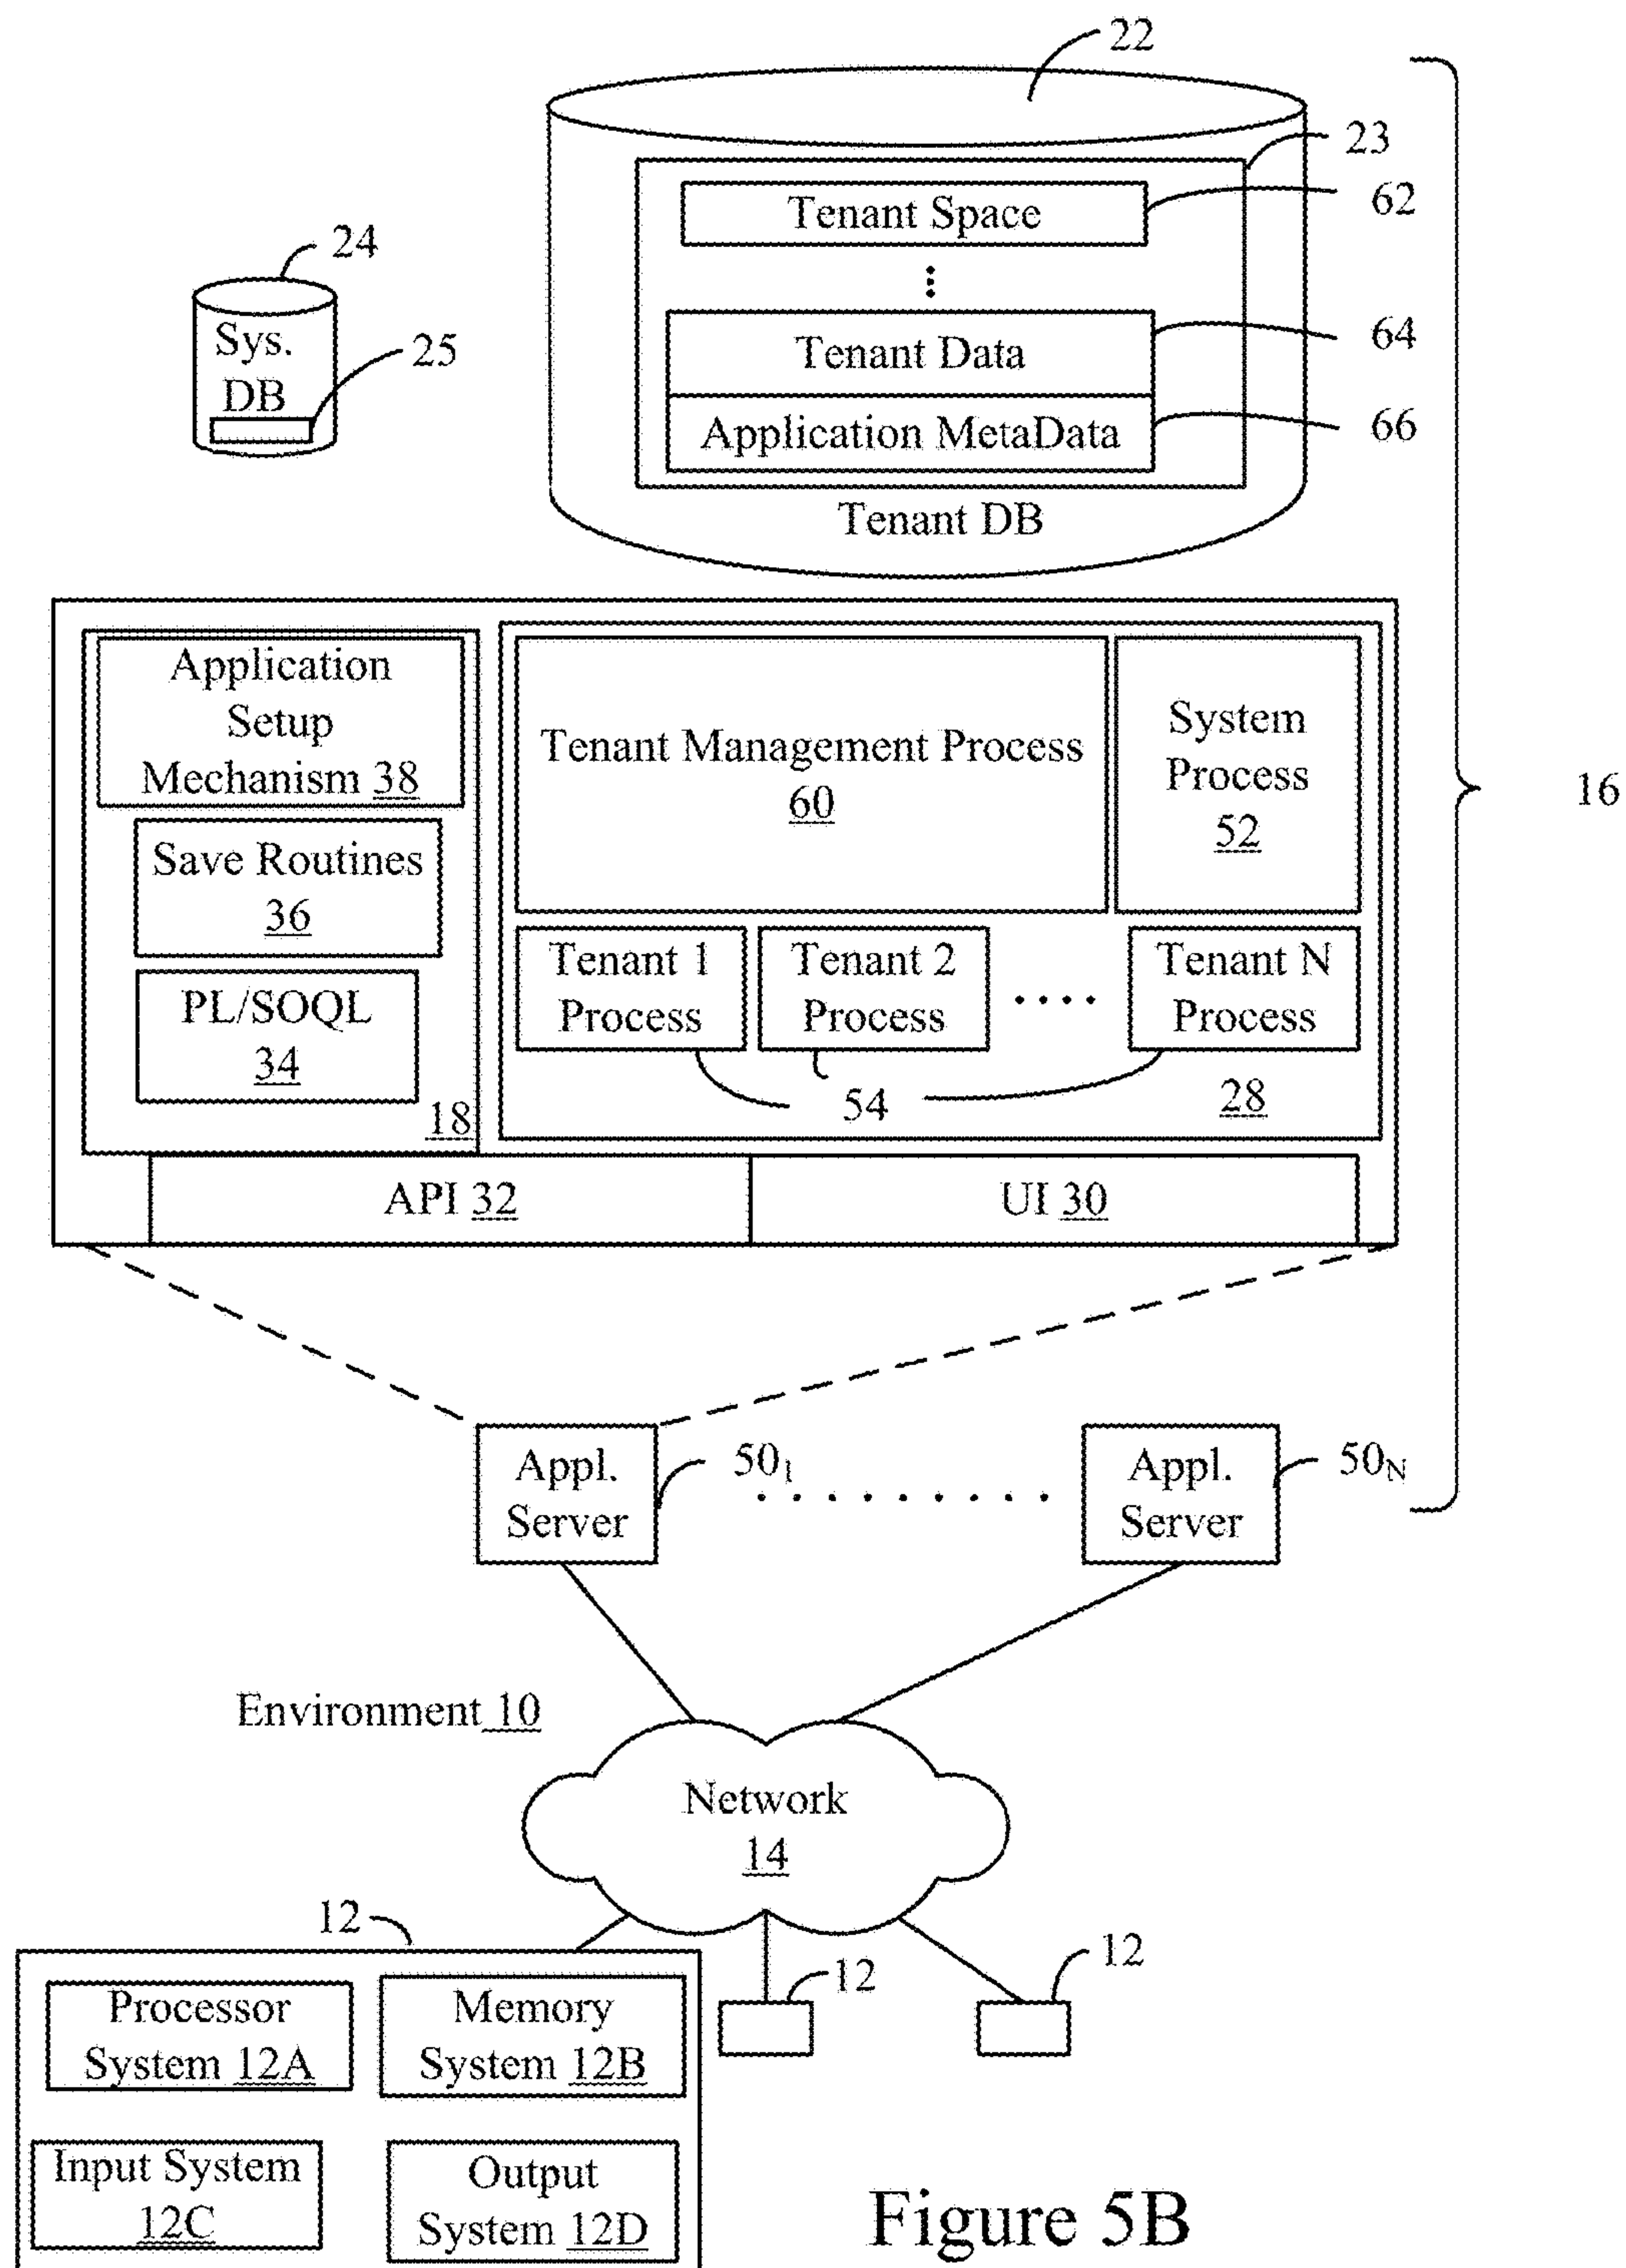 22
23
Tenant Space
62
24
Sys.
DB
25
Tenant Data
64
Application MetaData
66
Tenant DB
Application
Setup
Mechanism 38
Save Routines
36
PL/SOQL
34
18
Tenant Management Process
60
System
Process
52
Tenant 1
Process
Tenant 2
Process
....
Tenant N
Process
54
28
API 32
UI 30
16
Appl.
Server
50₁
. . . . . . . . .
Appl.
Server
50N
Environment 10
Network
14
12
12
12
Processor
System 12A
Memory
System 12B
Input System
12C
Output
System 12D
Figure 5B